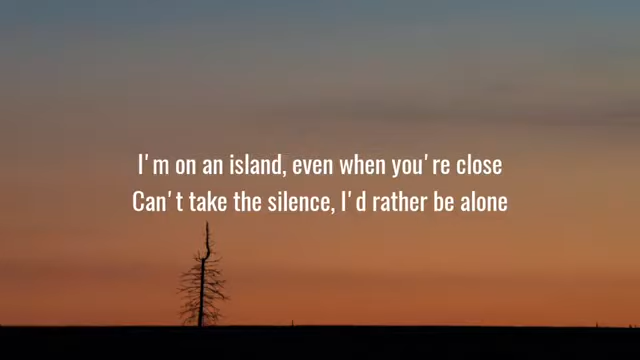 I'm on an island, even when you're close
Can't take the silence, I'd rather be alone